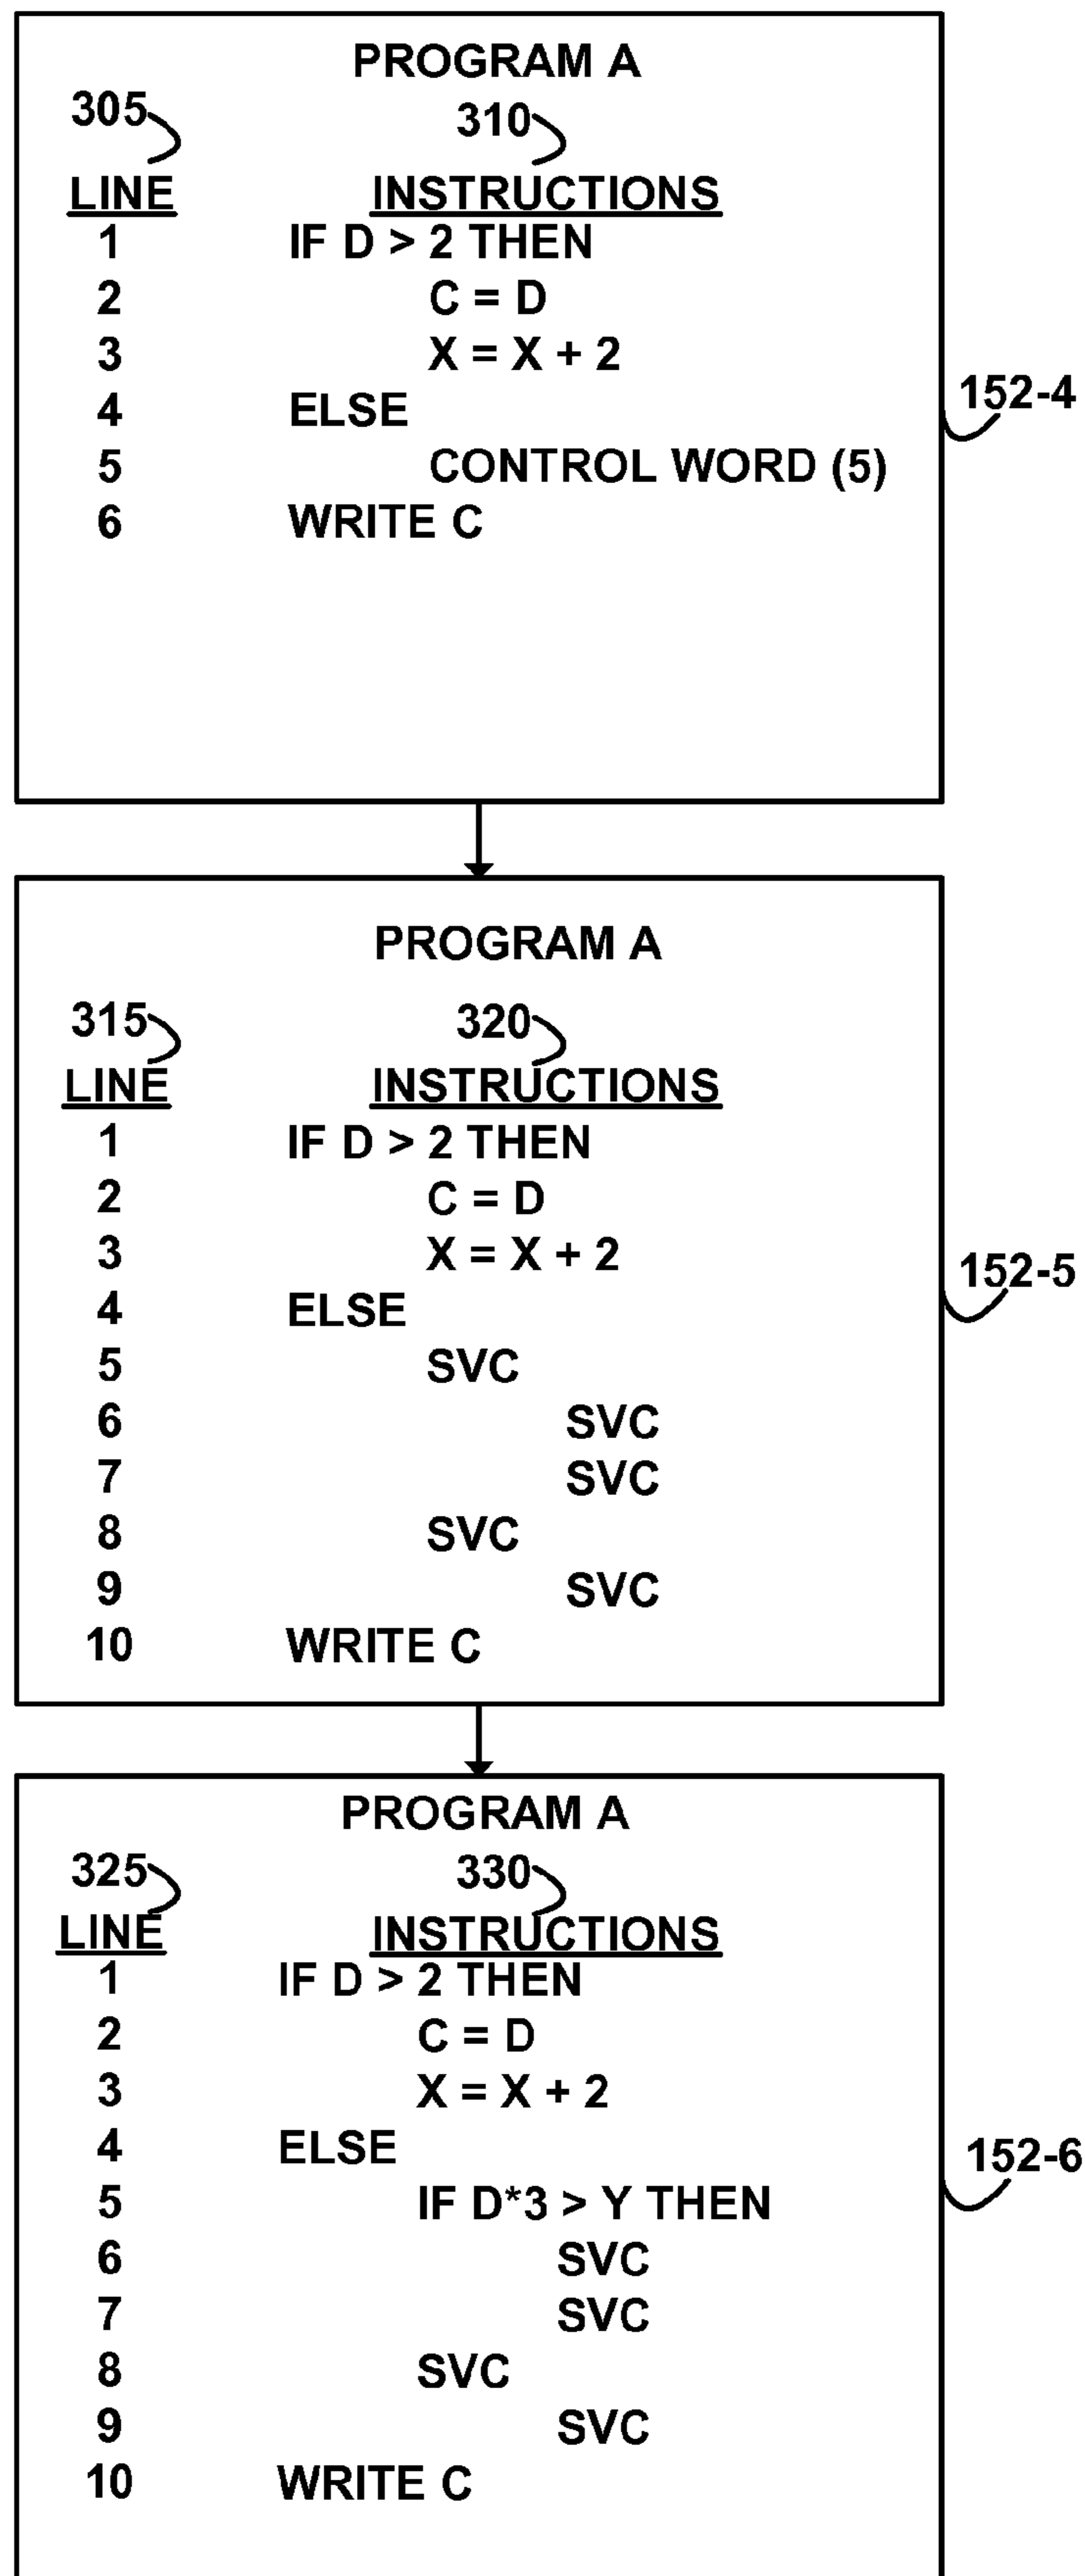 PROGRAM A
305 310
LINE INSTRUCTIONS
1 IF D > 2 THEN
2 C = D
3 X = X + 2
4 ELSE
152-4
5 CONTROL WORD (5)
6 WRITE C
PROGRAM A
315 320
LINE INSTRUCTIONS
1 IF D > 2 THEN
2 C = D
3 X = X + 2
152-5
4 ELSE
5 SVC
6 SVC
7 SVC
8 SVC
9 SVC
10 WRITE C
PROGRAM A
325 330
LINE INSTRUCTIONS
1 IF D > 2 THEN
2 C = D
3 X = X + 2
4 ELSE
152-6
5 IF D*3 > Y THEN
6 SVC
7 SVC
8 SVC
9 SVC
10 WRITE C